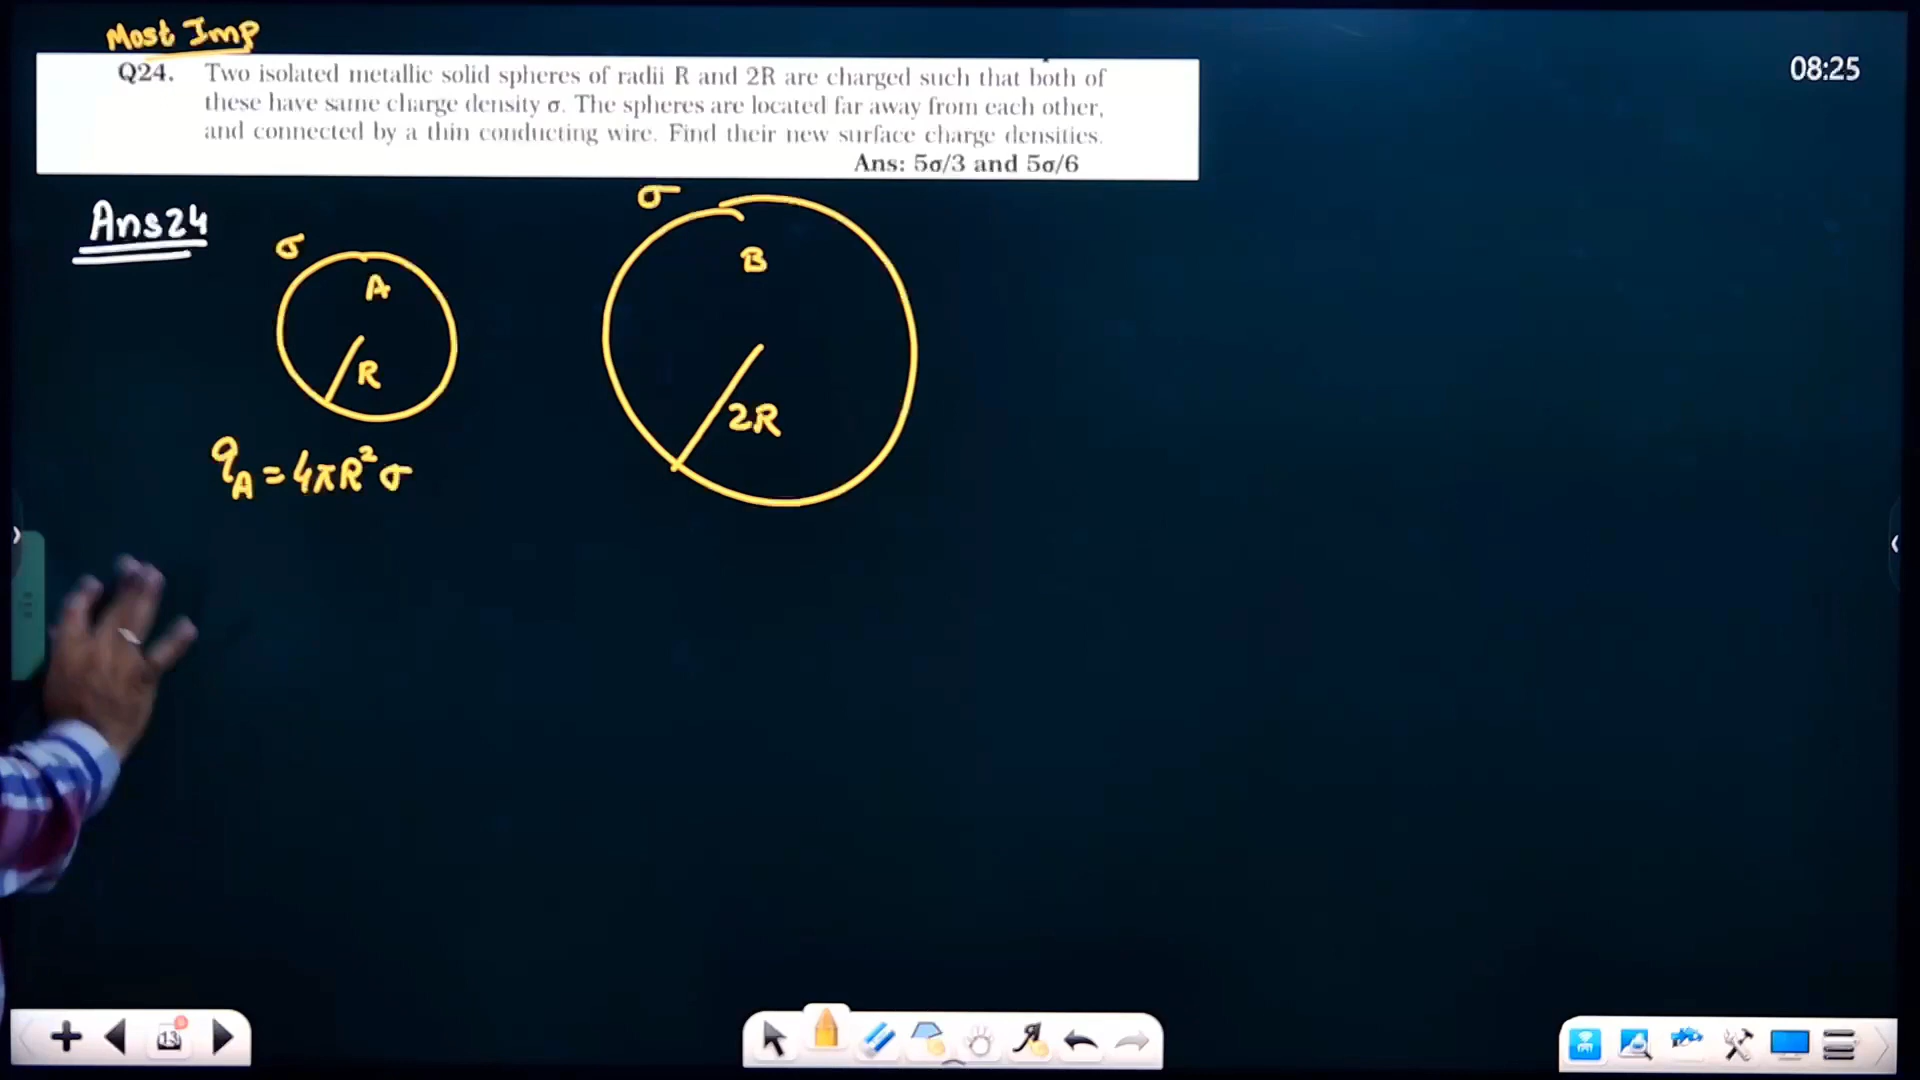 Most Imp
08:25
Q24. Two isolated metallic solid spheres of radii R and 2R are charged such that both of
these have same charge density σ. The spheres are located far away from each other,
and connected by a thin conducting wire. Find their new surface charge densities.
Ans: 5σ/3 and 5σ/6
Ans24
σ
σ
A
B
R
2R
q_A = 4πR²σ
13